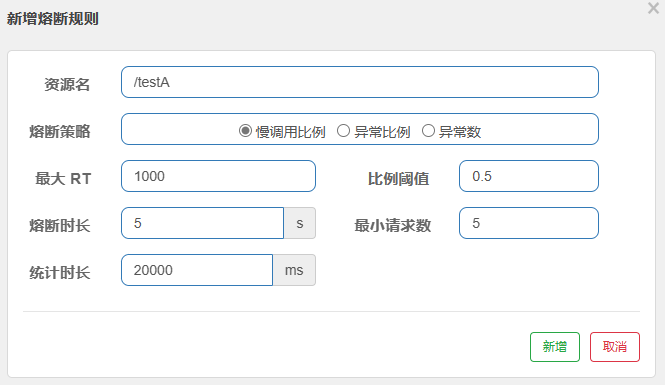 新增熔断规则
资源名 /testA
熔断策略 慢调用比例 异常比例 异常数
最大 RT 1000 比例阈值 0.5
熔断时长 5 s 最小请求数 5
统计时长 20000 ms
新增 取消